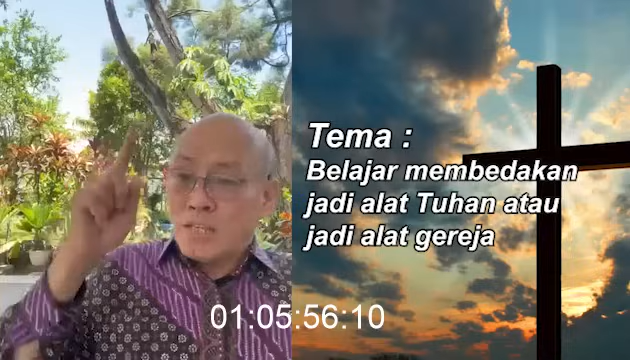 Tema :
Belajar membedakan
jadi alat Tuhan atau
jadi alat gereja
01:05:56:10